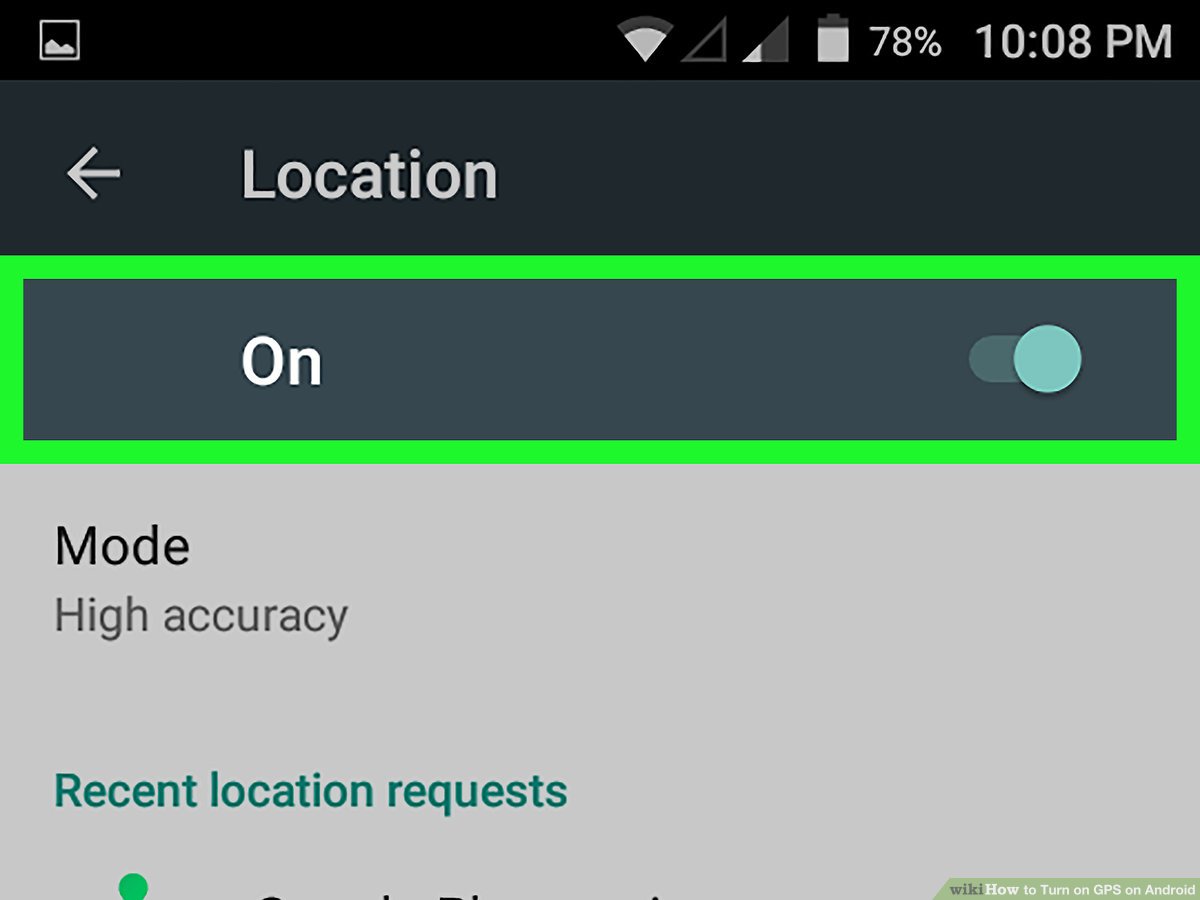 78% 10:08 PM
Location
On
Mode
High accuracy
Recent location requests
wikiHow to Turn on GPS on Android